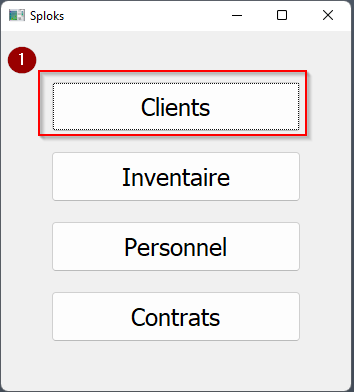 Sploks
1
Clients
Inventaire
Personnel
Contrats